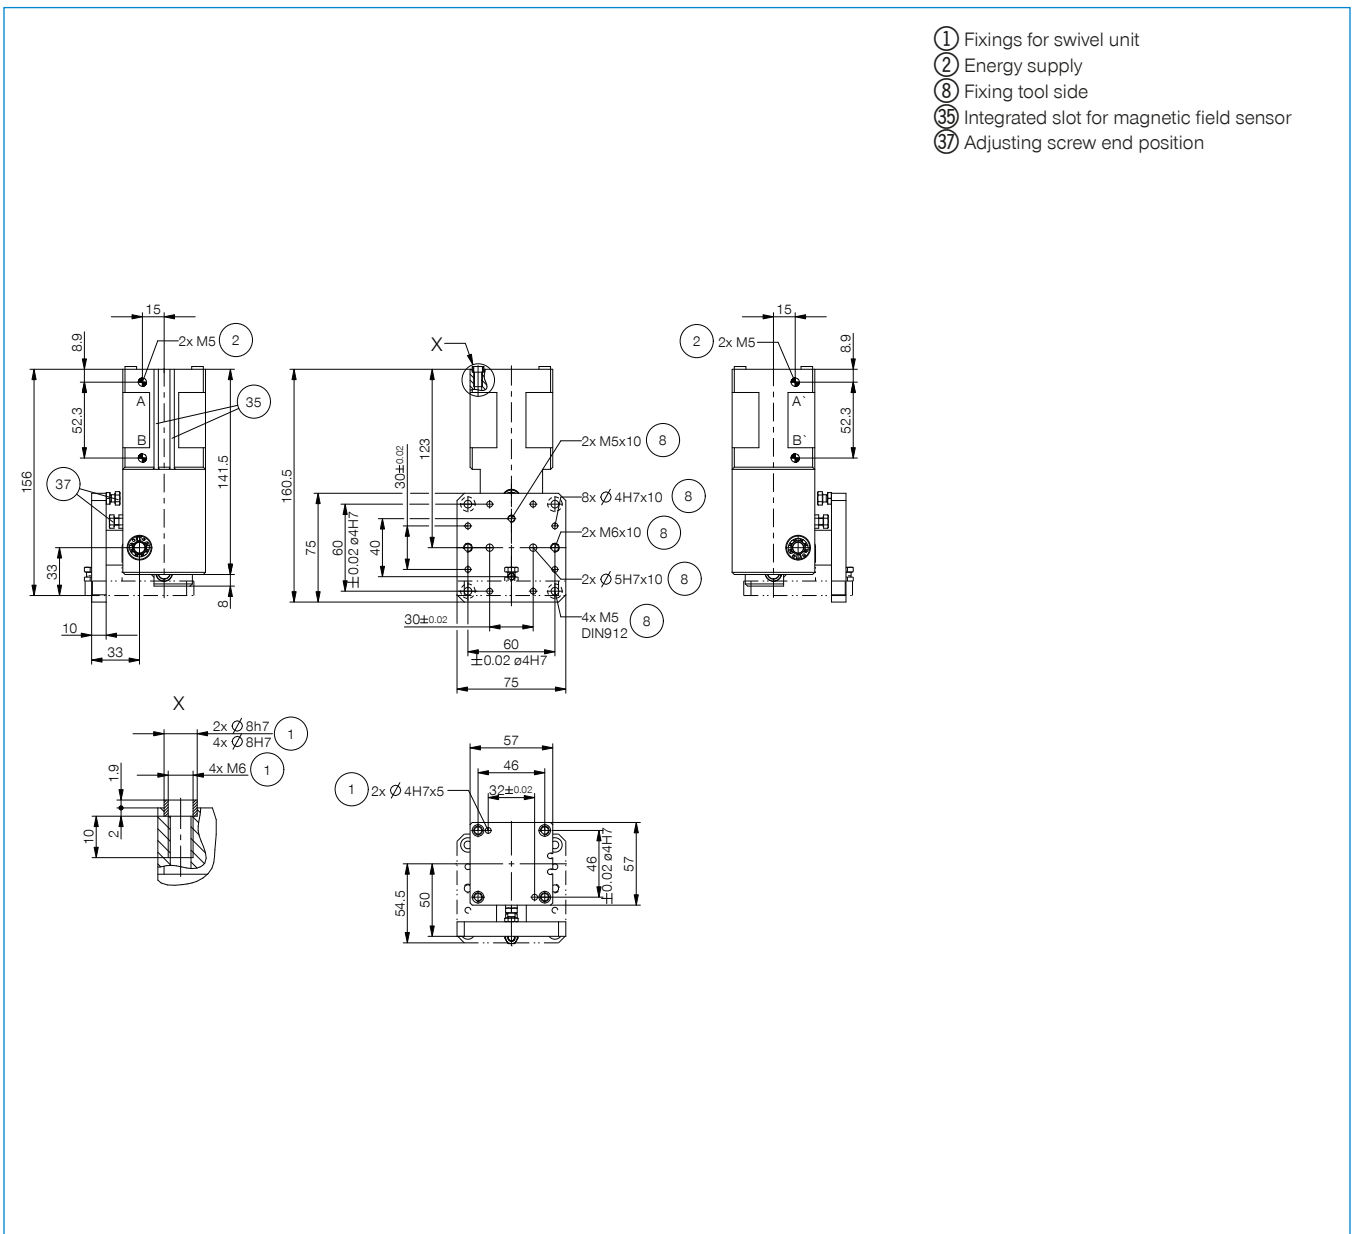 1 Fixings for swivel unit
2 Energy supply
8 Fixing tool side
35 Integrated slot for magnetic field sensor
37 Adjusting screw end position
15
8.9
2x M5 2
A
35
52.3
B
156
141.5
37
33
8
10
33
X
160.5
123
30±0.02
2x M5x10 8
8x Ø 4H7x10 8
75
60
±0.02 ø4H7
40
2x M6x10 8
2x Ø 5H7x10 8
4x M5 8
DIN912
30±0.02
60
±0.02 ø4H7
75
15
2 2x M5
8.9
A`
52.3
B`
X
2x Ø 8h7
4x Ø 8H7 1
4x M6 1
1.9
10
2
57
46
1 2x Ø 4H7x5
32±0.02
46
±0.02 ø4H7
57
54.5
50